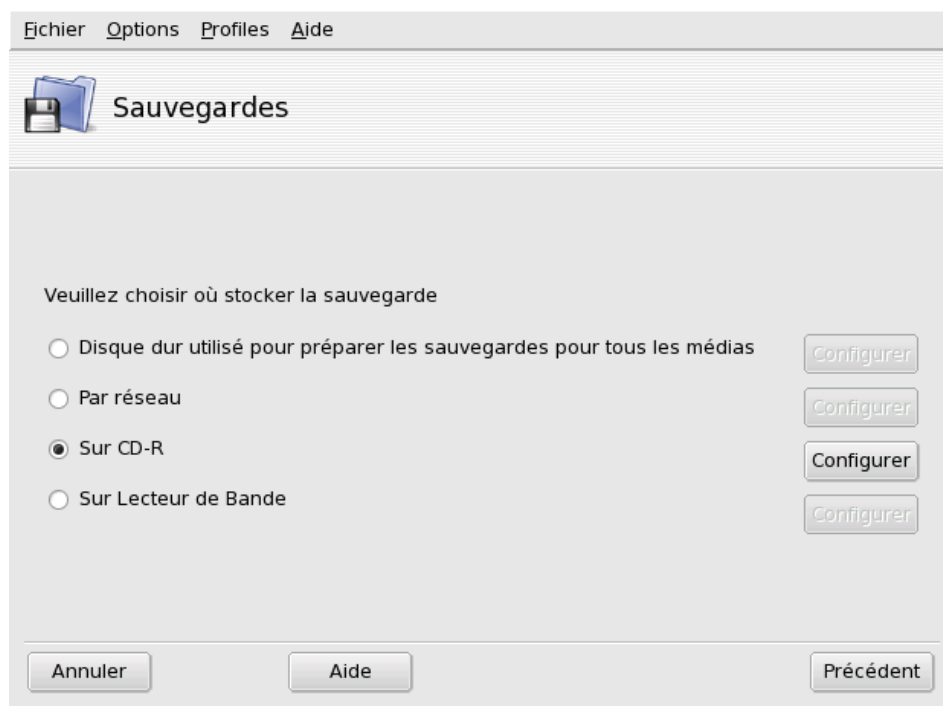 Fichier Options Profiles Aide
Sauvegardes
Veuillez choisir où stocker la sauvegarde
Disque dur utilisé pour préparer les sauvegardes pour tous les médias Configurer
Par réseau Configurer
Sur CD-R Configurer
Sur Lecteur de Bande Configurer
Annuler Aide Précédent